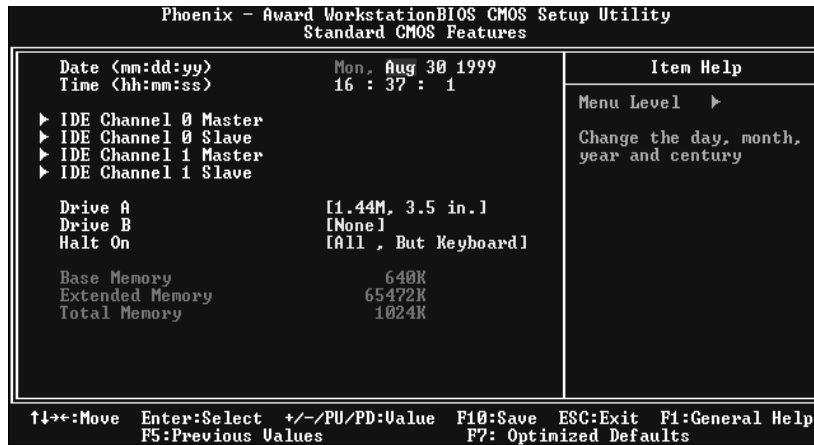 Phoenix - Award WorkstationBIOS CMOS Setup Utility
Standard CMOS Features
Date (mm:dd:yy) Mon, Aug 30 1999
Time (hh:mm:ss) 16 : 37 : 1
IDE Channel 0 Master
IDE Channel 0 Slave
IDE Channel 1 Master
IDE Channel 1 Slave
Drive A [1.44M, 3.5 in.]
Drive B [None]
Halt On [All , But Keyboard]
Base Memory 640K
Extended Memory 65472K
Total Memory 1024K
Item Help
Menu Level ▶
Change the day, month,
year and century
↑↓→←:Move Enter:Select +/-/PU/PD:Value F10:Save ESC:Exit F1:General Help
F5:Previous Values F7: Optimized Defaults